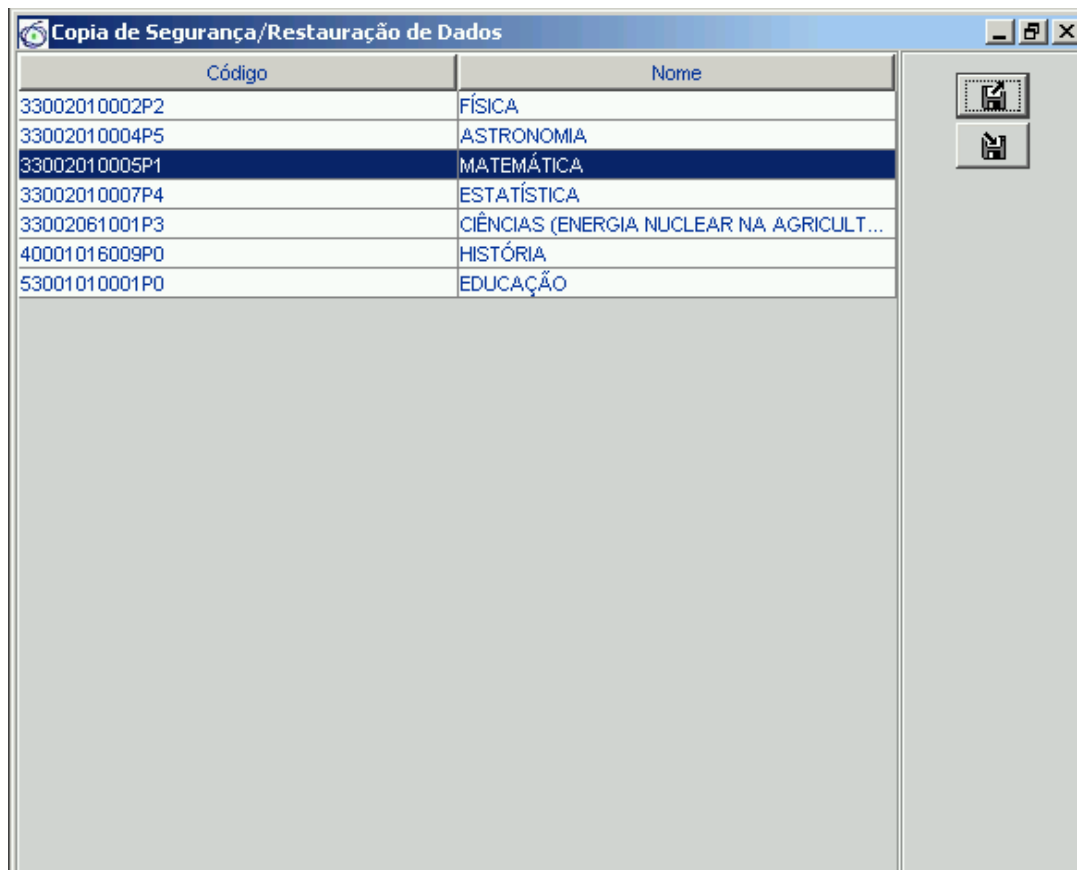 Copia de Segurança/Restauração de Dados
Código Nome
33002010002P2 FÍSICA
33002010004P5 ASTRONOMIA
33002010005P1 MATEMÁTICA
33002010007P4 ESTATÍSTICA
33002061001P3 CIÊNCIAS (ENERGIA NUCLEAR NA AGRICULT...
40001016009P0 HISTÓRIA
53001010001P0 EDUCAÇÃO